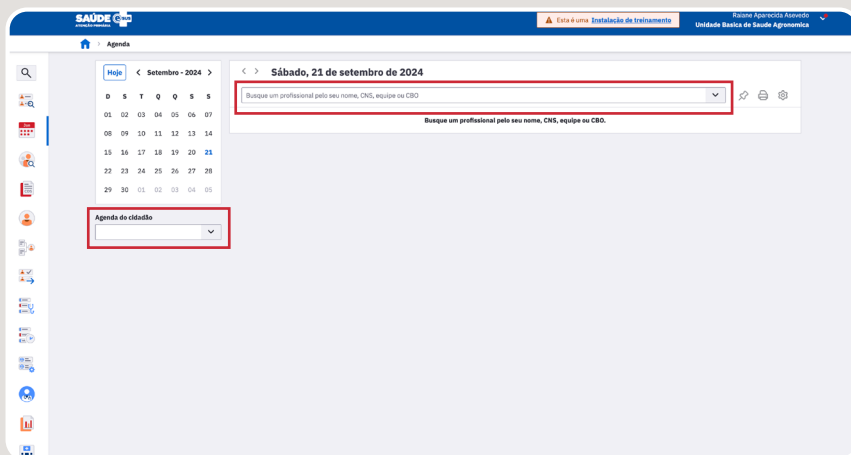 SAÚDE e-SUS
ATENÇÃO PRIMÁRIA
Esta é uma Instalação de treinamento
Raiane Aparecida Asevedo
Unidade Basica de Saude Agronomica
Agenda
Hoje
Setembro - 2024
D S T Q Q S S
01 02 03 04 05 06 07
08 09 10 11 12 13 14
15 16 17 18 19 20 21
22 23 24 25 26 27 28
29 30 01 02 03 04 05
Agenda do cidadão
Sábado, 21 de setembro de 2024
Busque um profissional pelo seu nome, CNS, equipe ou CBO
Busque um profissional pelo seu nome, CNS, equipe ou CBO.